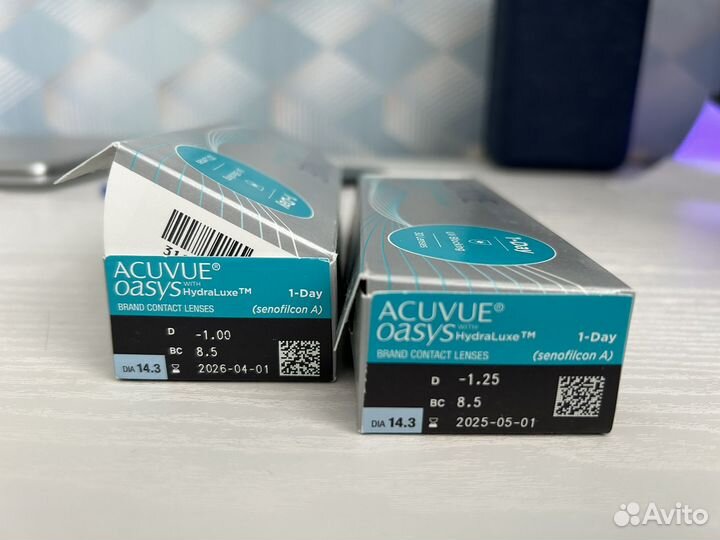 31
ACUVUE®
OASYS WITH HydraLuxe™ 1-Day
BRAND CONTACT LENSES (senofilcon A)
D -1.00
BC 8.5
DIA 14.3 2026-04-01
1-Day
ACUVUE®
OASYS WITH HydraLuxe™ 1-Day
BRAND CONTACT LENSES (senofilcon A)
D -1.25
BC 8.5
DIA 14.3 2025-05-01
Avito